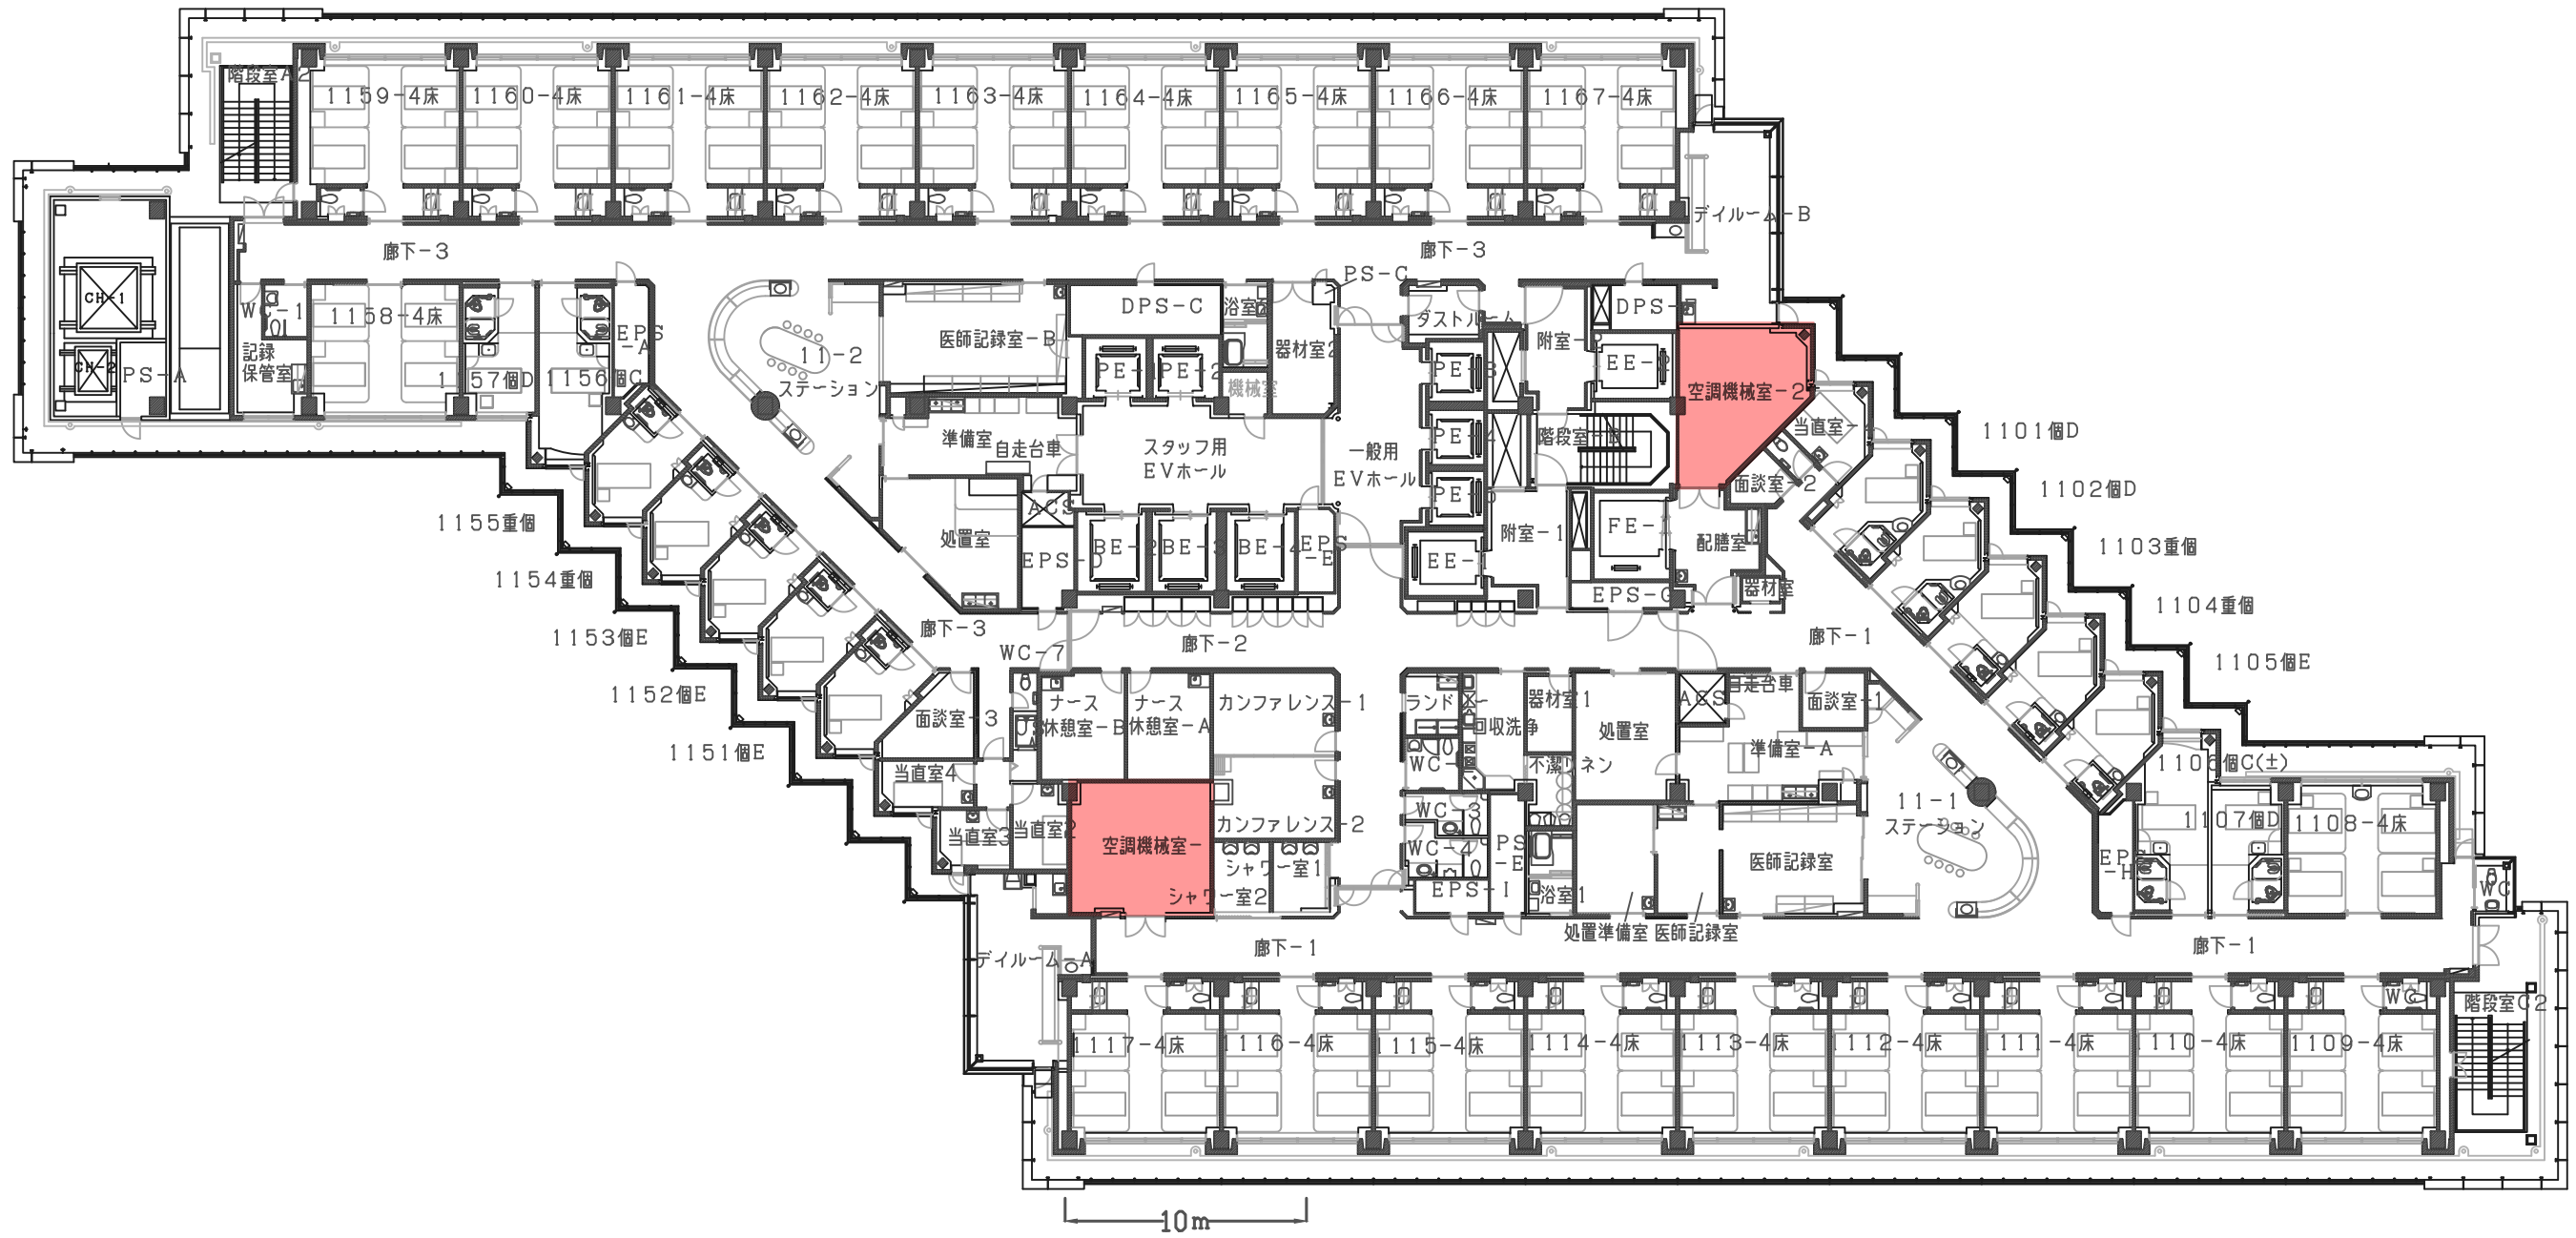 階段室A2
1159-4床
1160-4床
1161-4床
1162-4床
1163-4床
1164-4床
1165-4床
1166-4床
1167-4床
デイルーム-B
廊下-3
廊下-3
PS-C
CH-1
CH-2
PS-A
WC-1
記録
保管室
1158-4床
1157個D
1156個C
EPS
-A
11-2
ステーション
医師記録室-B
DPS-C
浴室2
器材室2
ダストルーム
附室-
DPS-
PE-1
PE-2
機械室
PE-3
EE-2
空調機械室-2
準備室
自走台車
スタッフ用
EVホール
一般用
EVホール
PE-4
階段室-B
当直室-1
1101個D
PE-5
面談室-2
1102個D
ACS
1155重個
処置室
EPS-D
BE-2
BE-3
BE-4
EPS
-E
EE-1
附室-1
FE-1
配膳室
1103重個
1154重個
EPS-G
器材室
1104重個
1153個E
廊下-3
WC-7
廊下-2
廊下-1
1105個E
1152個E
面談室-3
ナース
休憩室-B
ナース
休憩室-A
カンファレンス-1
ランドリー
回収洗浄
器材室1
処置室
ACS
自走台車
面談室-1
1151個E
当直室4
WC-
不潔リネン
準備室-A
1106個C(±)
当直室3
当直室2
空調機械室-
カンファレンス-2
WC-3
WC-4
PS
-E
11-1
ステーション
1107個D
1108-4床
シャワー室1
シャワー室2
EPS-I
浴室1
医師記録室
EPS
-H
WC
処置準備室
医師記録室
デイルーム-A
廊下-1
廊下-1
WC
階段室C2
1117-4床
1116-4床
1115-4床
1114-4床
1113-4床
1112-4床
1111-4床
1110-4床
1109-4床
10m